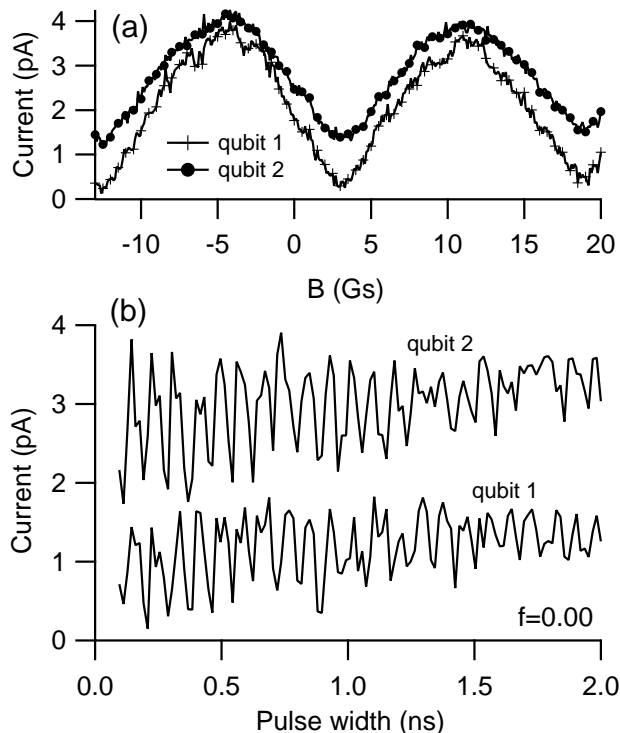 (a)
4
3
2
1
0
Current (pA)
qubit 1
qubit 2
-10
-5
0
5
10
15
20
B (Gs)
(b)
4
3
2
1
0
Current (pA)
qubit 2
qubit 1
f=0.00
0.0
0.5
1.0
1.5
2.0
Pulse width (ns)